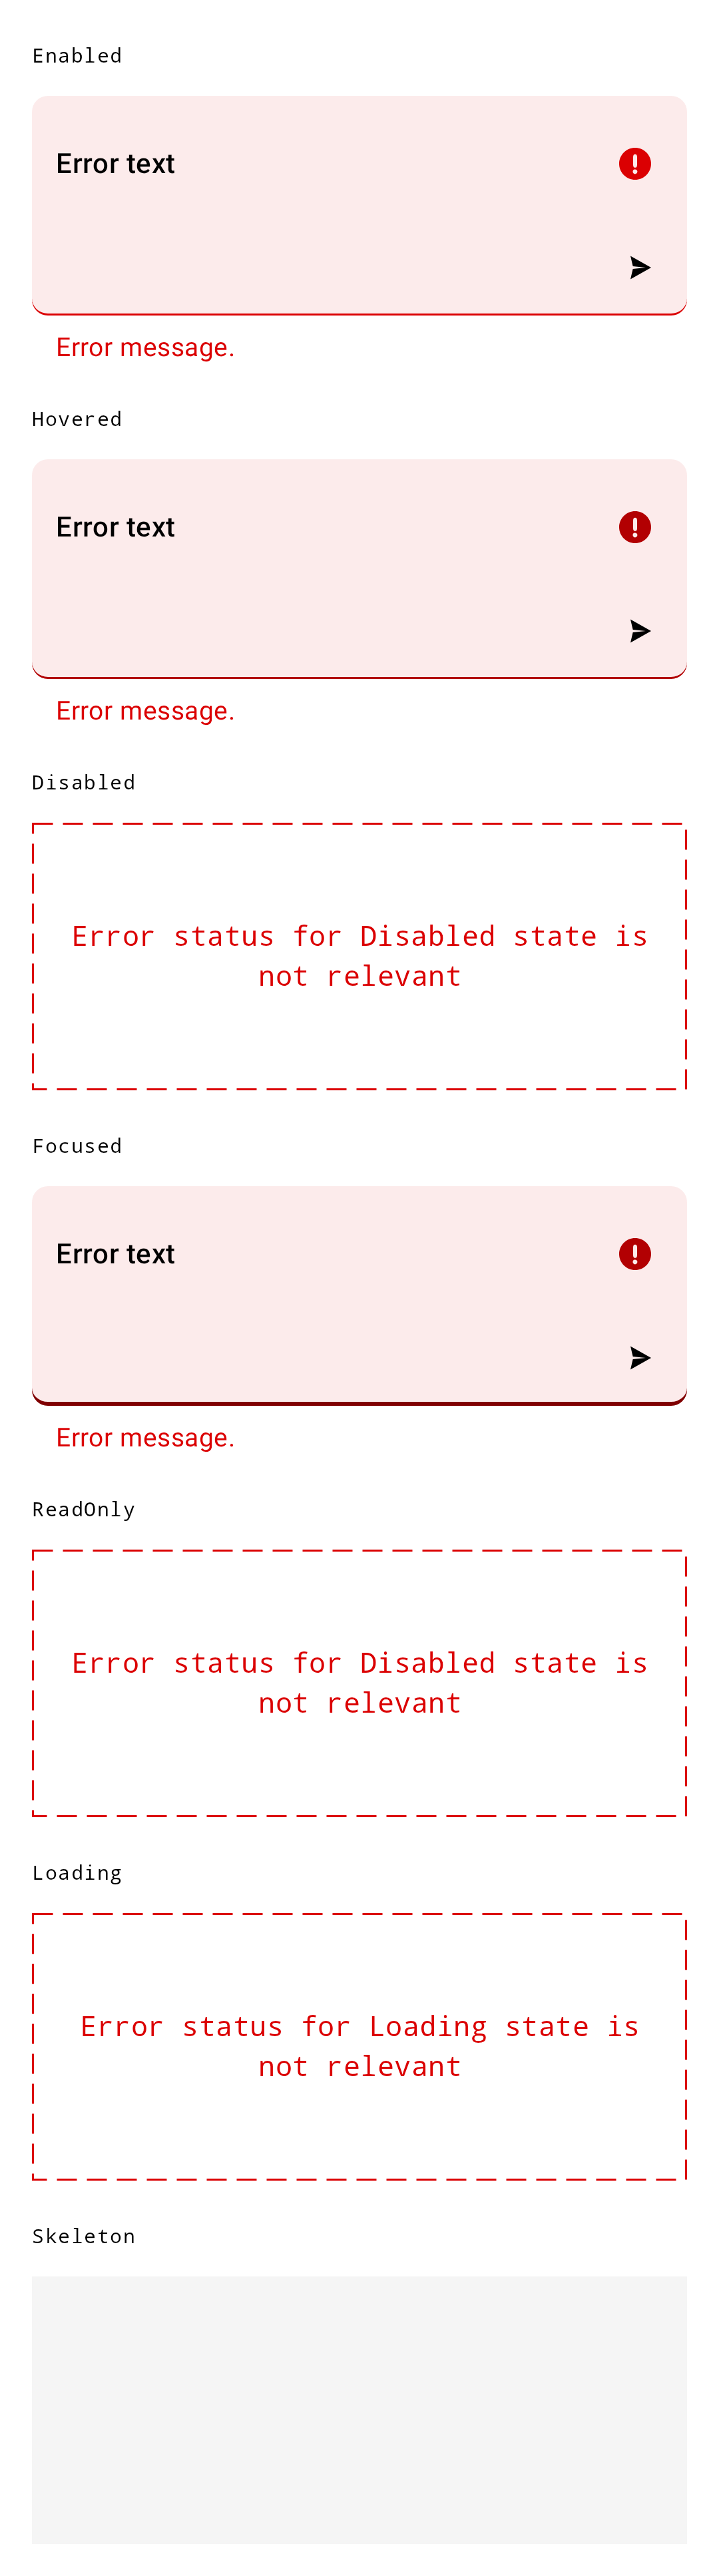 Enabled
Error text
Error message.
Hovered
Error text
Error message.
Disabled
Error status for Disabled state is
not relevant
Focused
Error text
Error message.
ReadOnly
Error status for Disabled state is
not relevant
Loading
Error status for Loading state is
not relevant
Skeleton